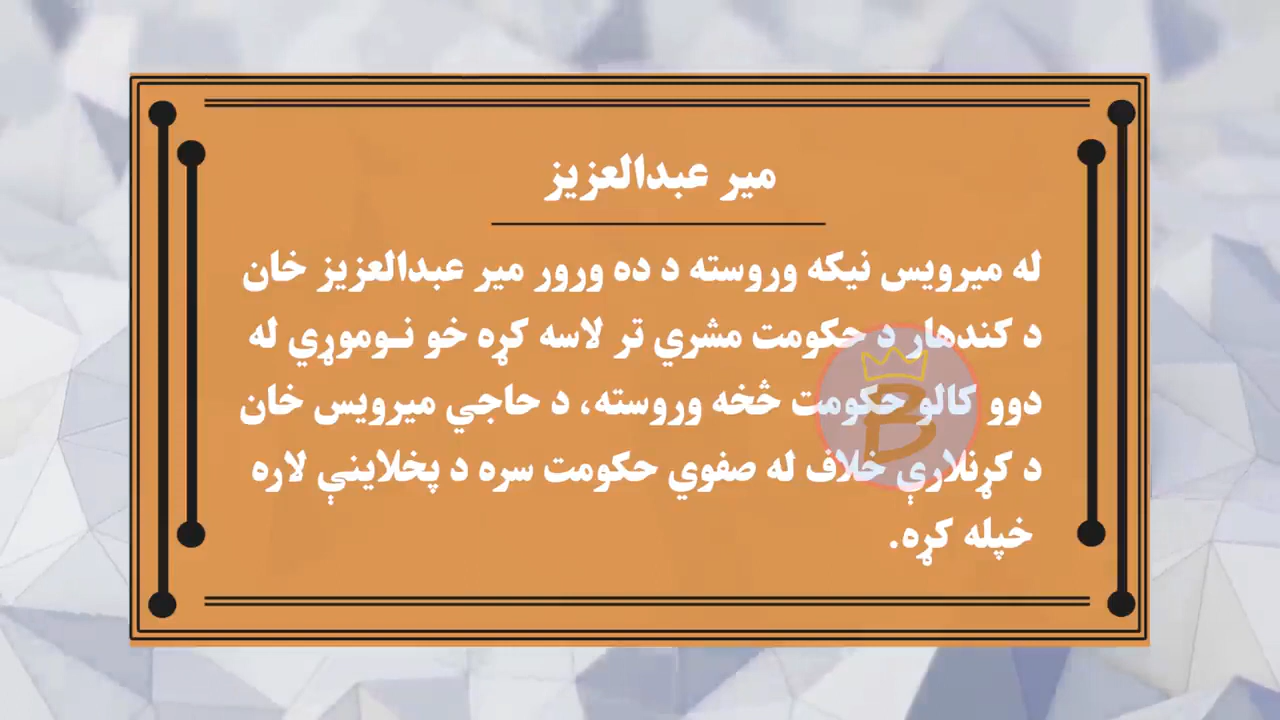 میر عبدالعزیز
له میرویس نیکه وروسته د ده ورور میر عبدالعزیز خان
د کندهار د حکومت مشري تر لاسه کړه خو نـوموړي له
دوو کالو حکومت څخه وروسته، د حاجي میرویس خان
د کړنلارې خلاف له صفوي حکومت سره د پخلاینې لاره
خپله کړه.
B